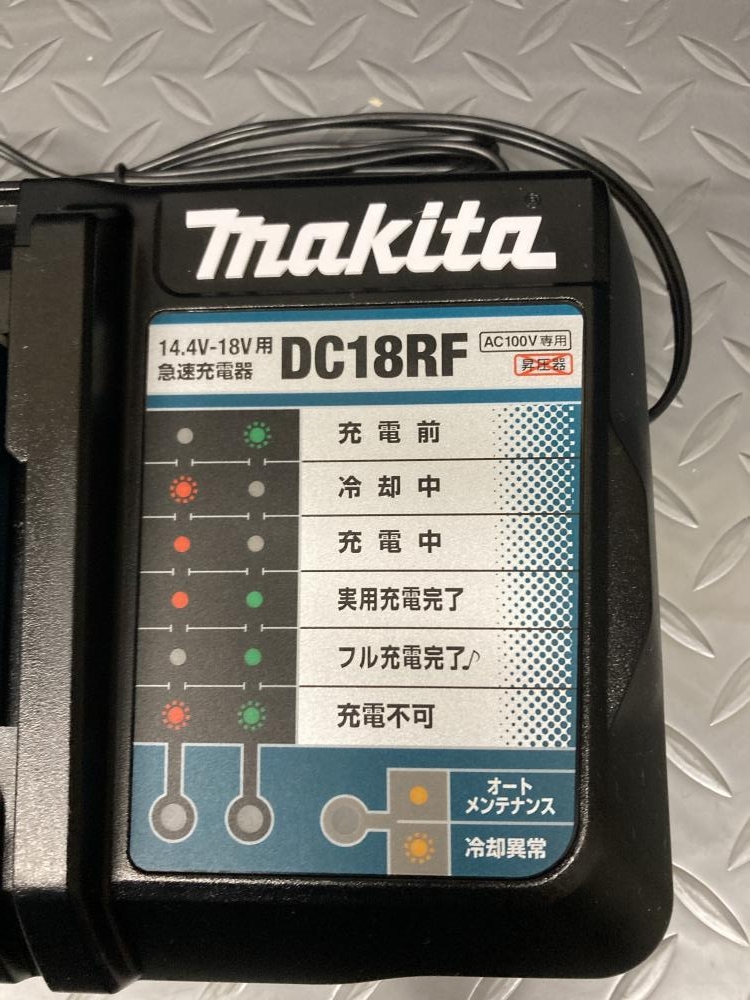 makita®
14.4V-18V用
急速充電器
DC18RF
AC100V専用
昇圧器
充電前
冷却中
充電中
実用充電完了
フル充電完了♪
充電不可
オート
メンテナンス
冷却異常